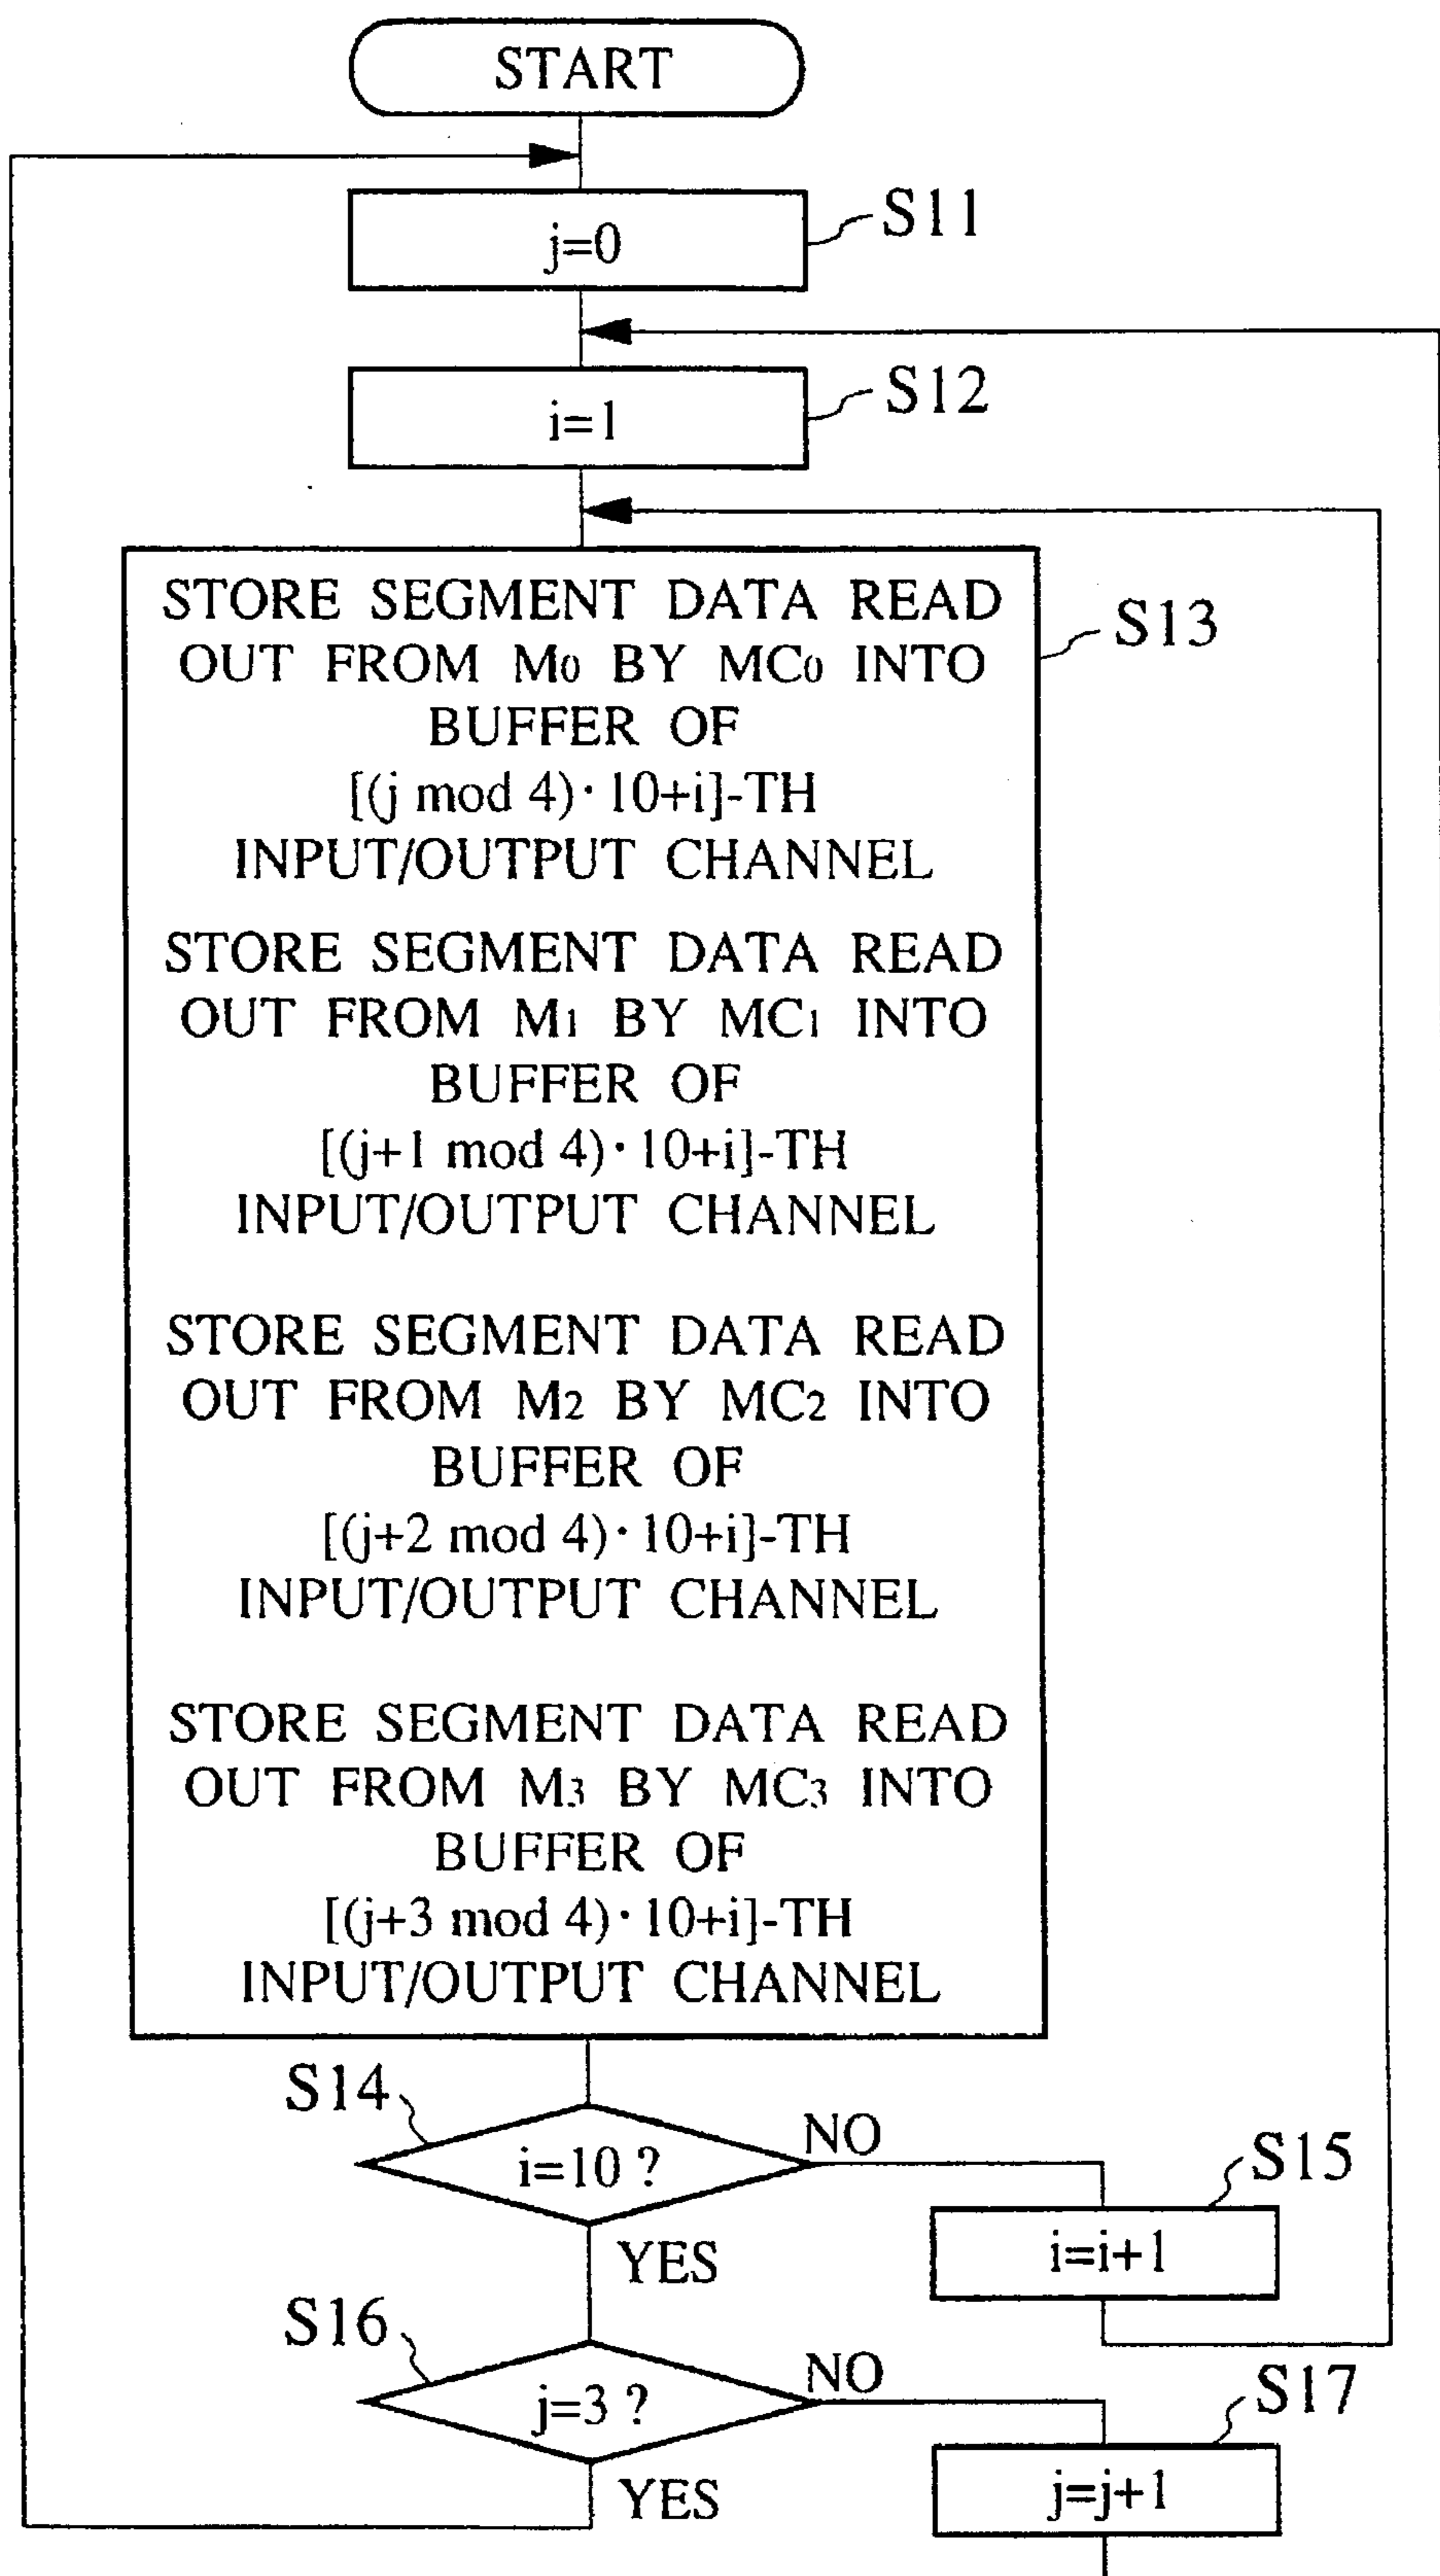 START
j=0
S11
i=1
S12
STORE SEGMENT DATA READ
OUT FROM M0 BY MC0 INTO
BUFFER OF
[(j mod 4)·10+i]-TH
INPUT/OUTPUT CHANNEL
S13
STORE SEGMENT DATA READ
OUT FROM M1 BY MC1 INTO
BUFFER OF
[(j+1 mod 4)·10+i]-TH
INPUT/OUTPUT CHANNEL
STORE SEGMENT DATA READ
OUT FROM M2 BY MC2 INTO
BUFFER OF
[(j+2 mod 4)·10+i]-TH
INPUT/OUTPUT CHANNEL
STORE SEGMENT DATA READ
OUT FROM M3 BY MC3 INTO
BUFFER OF
[(j+3 mod 4)·10+i]-TH
INPUT/OUTPUT CHANNEL
S14
i=10 ?
NO
S15
i=i+1
YES
S16
j=3 ?
NO
S17
j=j+1
YES